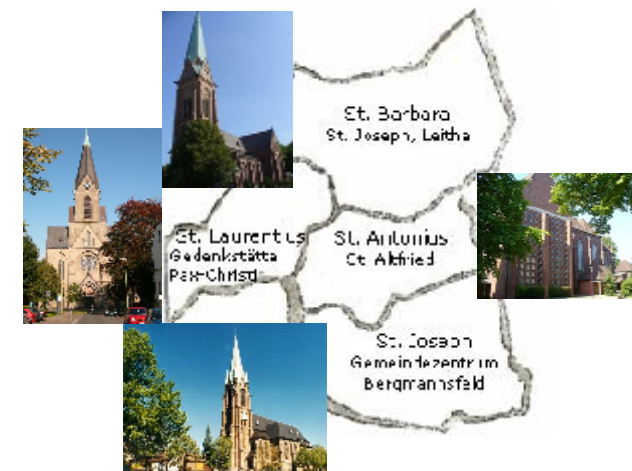 St. Barbara
St. Joseph, Leithe
St. Laurentius
Gedenkstätte
Pax-Christi
St. Antonius
St. Altfried
St. Joseph
Gemeindezentrum
Bergmannsfeld